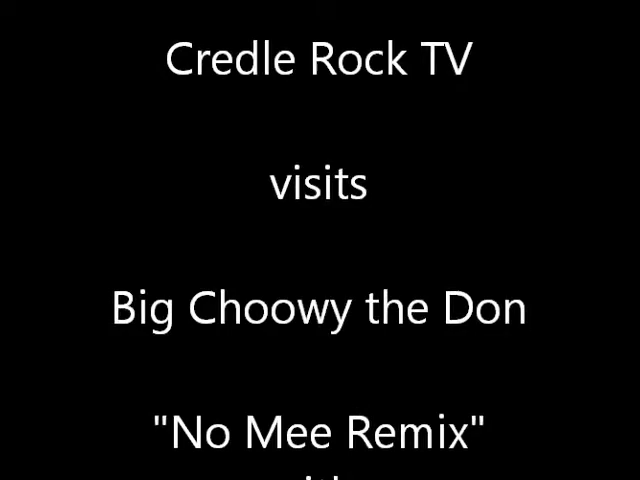 Credle Rock TV
visits
Big Choowy the Don
"No Mee Remix"